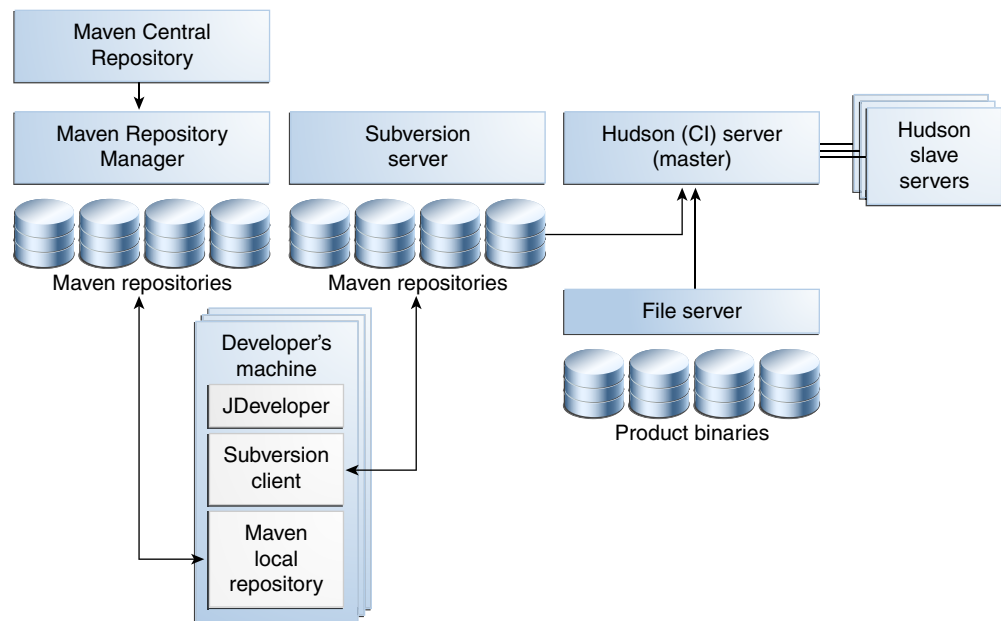 Maven Central
Repository
Maven Repository
Manager
Subversion
server
Hudson (CI) server
(master)
Hudson
slave
servers
Maven repositories
Maven repositories
File server
Product binaries
Developer's
machine
JDeveloper
Subversion
client
Maven
local
repository